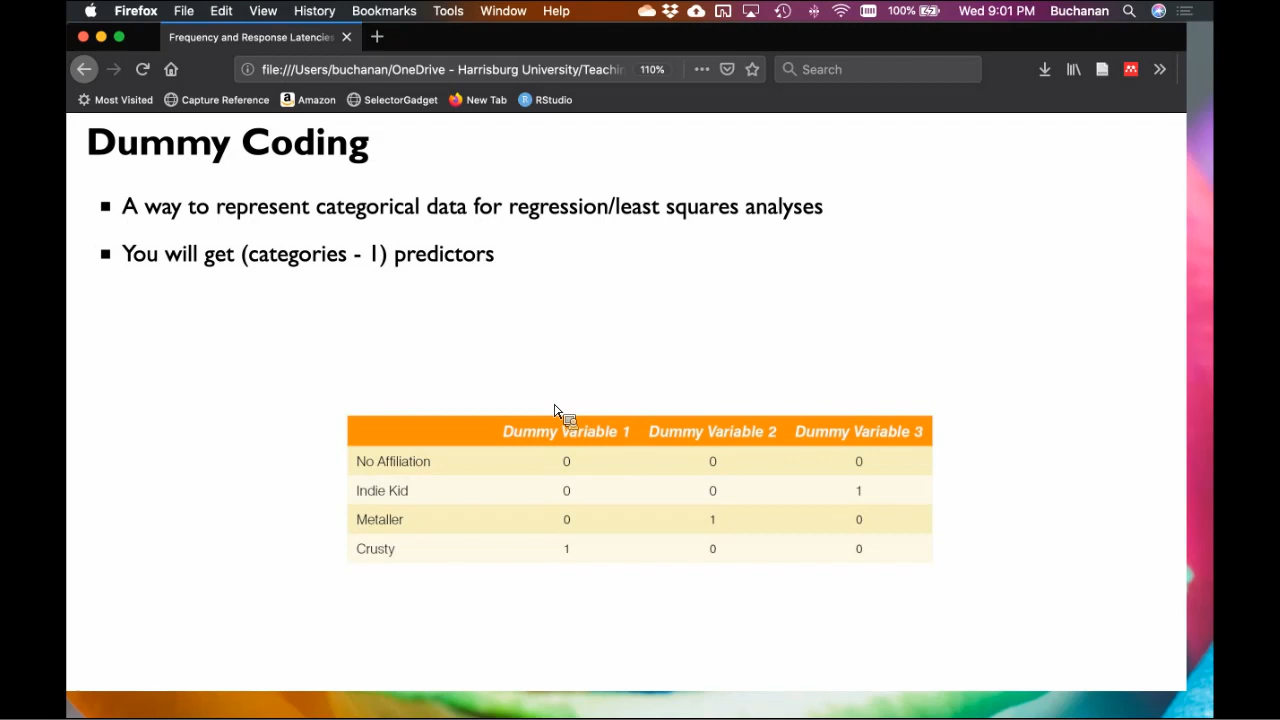 Firefox File Edit View History Bookmarks Tools Window Help 100% Wed 9:01 PM Buchanan
Frequency and Response Latencies
file:///Users/buchanan/OneDrive - Harrisburg University/Teachin 110% Search
Most Visited Capture Reference Amazon SelectorGadget New Tab RStudio
Dummy Coding
A way to represent categorical data for regression/least squares analyses
You will get (categories - 1) predictors
Dummy Variable 1 Dummy Variable 2 Dummy Variable 3
No Affiliation 0 0 0
Indie Kid 0 0 1
Metaller 0 1 0
Crusty 1 0 0